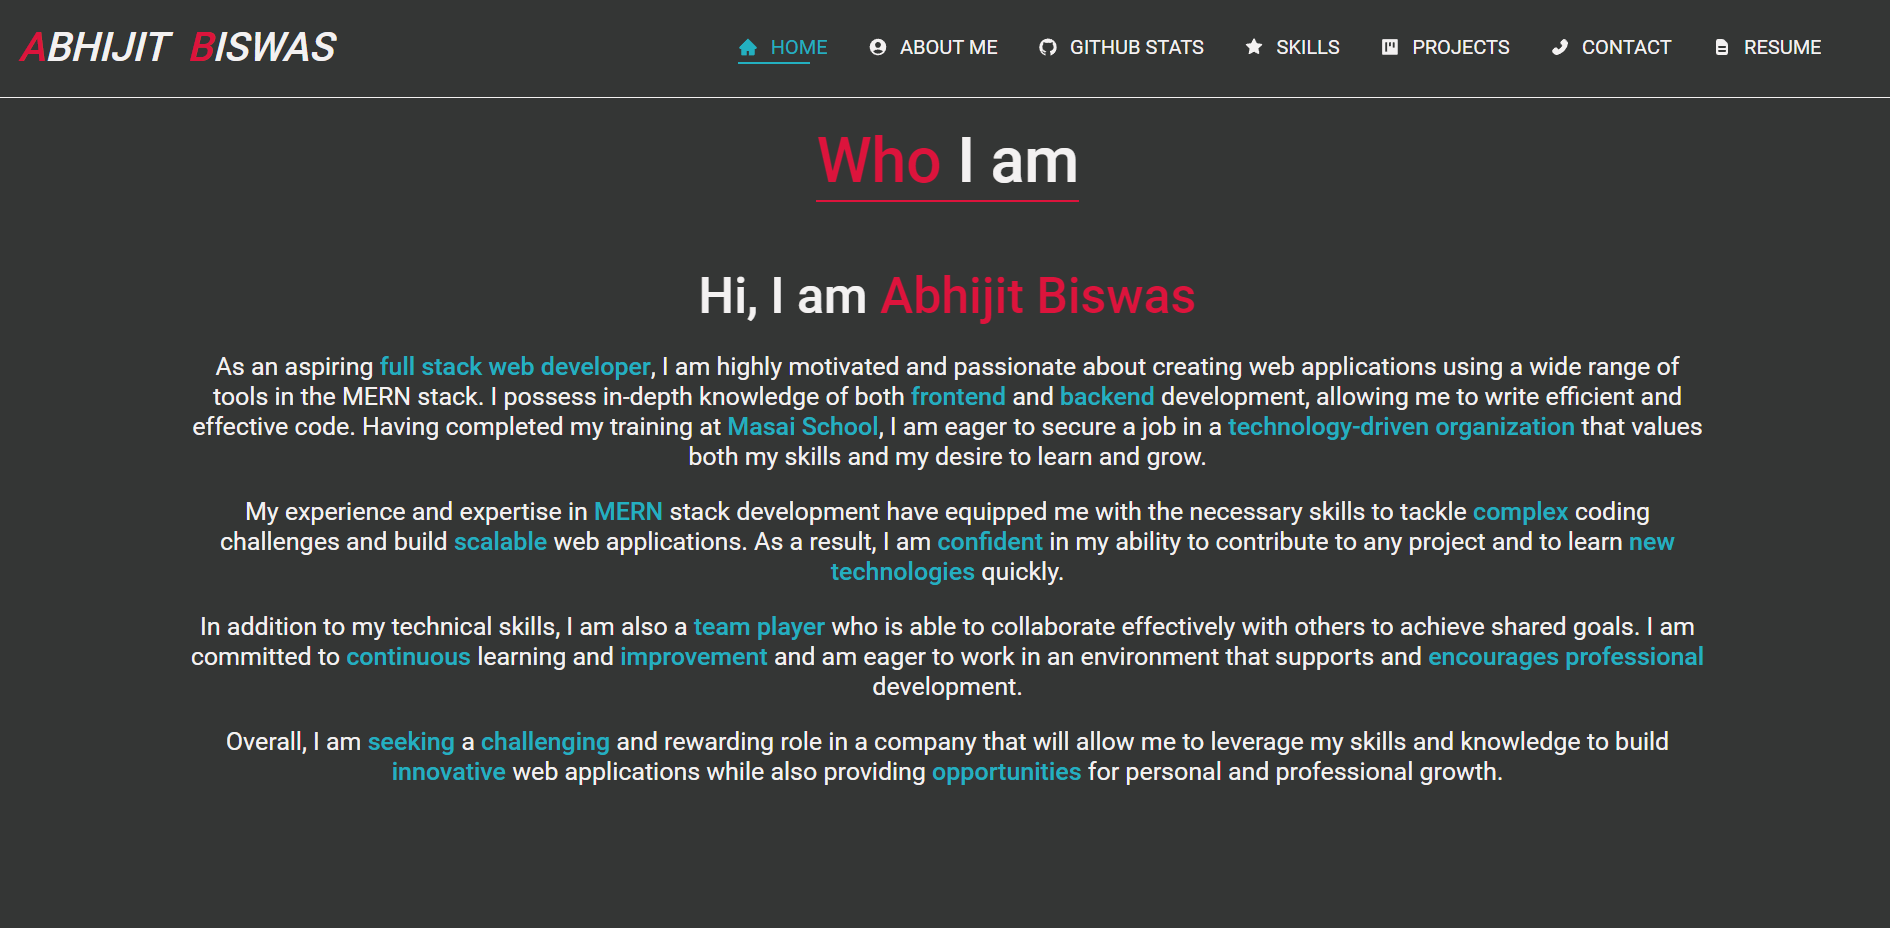 ABHIJIT BISWAS
HOME
ABOUT ME
GITHUB STATS
SKILLS
PROJECTS
CONTACT
RESUME
Who I am
Hi, I am Abhijit Biswas
As an aspiring full stack web developer, I am highly motivated and passionate about creating web applications using a wide range of
tools in the MERN stack. I possess in-depth knowledge of both frontend and backend development, allowing me to write efficient and
effective code. Having completed my training at Masai School, I am eager to secure a job in a technology-driven organization that values
both my skills and my desire to learn and grow.
My experience and expertise in MERN stack development have equipped me with the necessary skills to tackle complex coding
challenges and build scalable web applications. As a result, I am confident in my ability to contribute to any project and to learn new
technologies quickly.
In addition to my technical skills, I am also a team player who is able to collaborate effectively with others to achieve shared goals. I am
committed to continuous learning and improvement and am eager to work in an environment that supports and encourages professional
development.
Overall, I am seeking a challenging and rewarding role in a company that will allow me to leverage my skills and knowledge to build
innovative web applications while also providing opportunities for personal and professional growth.